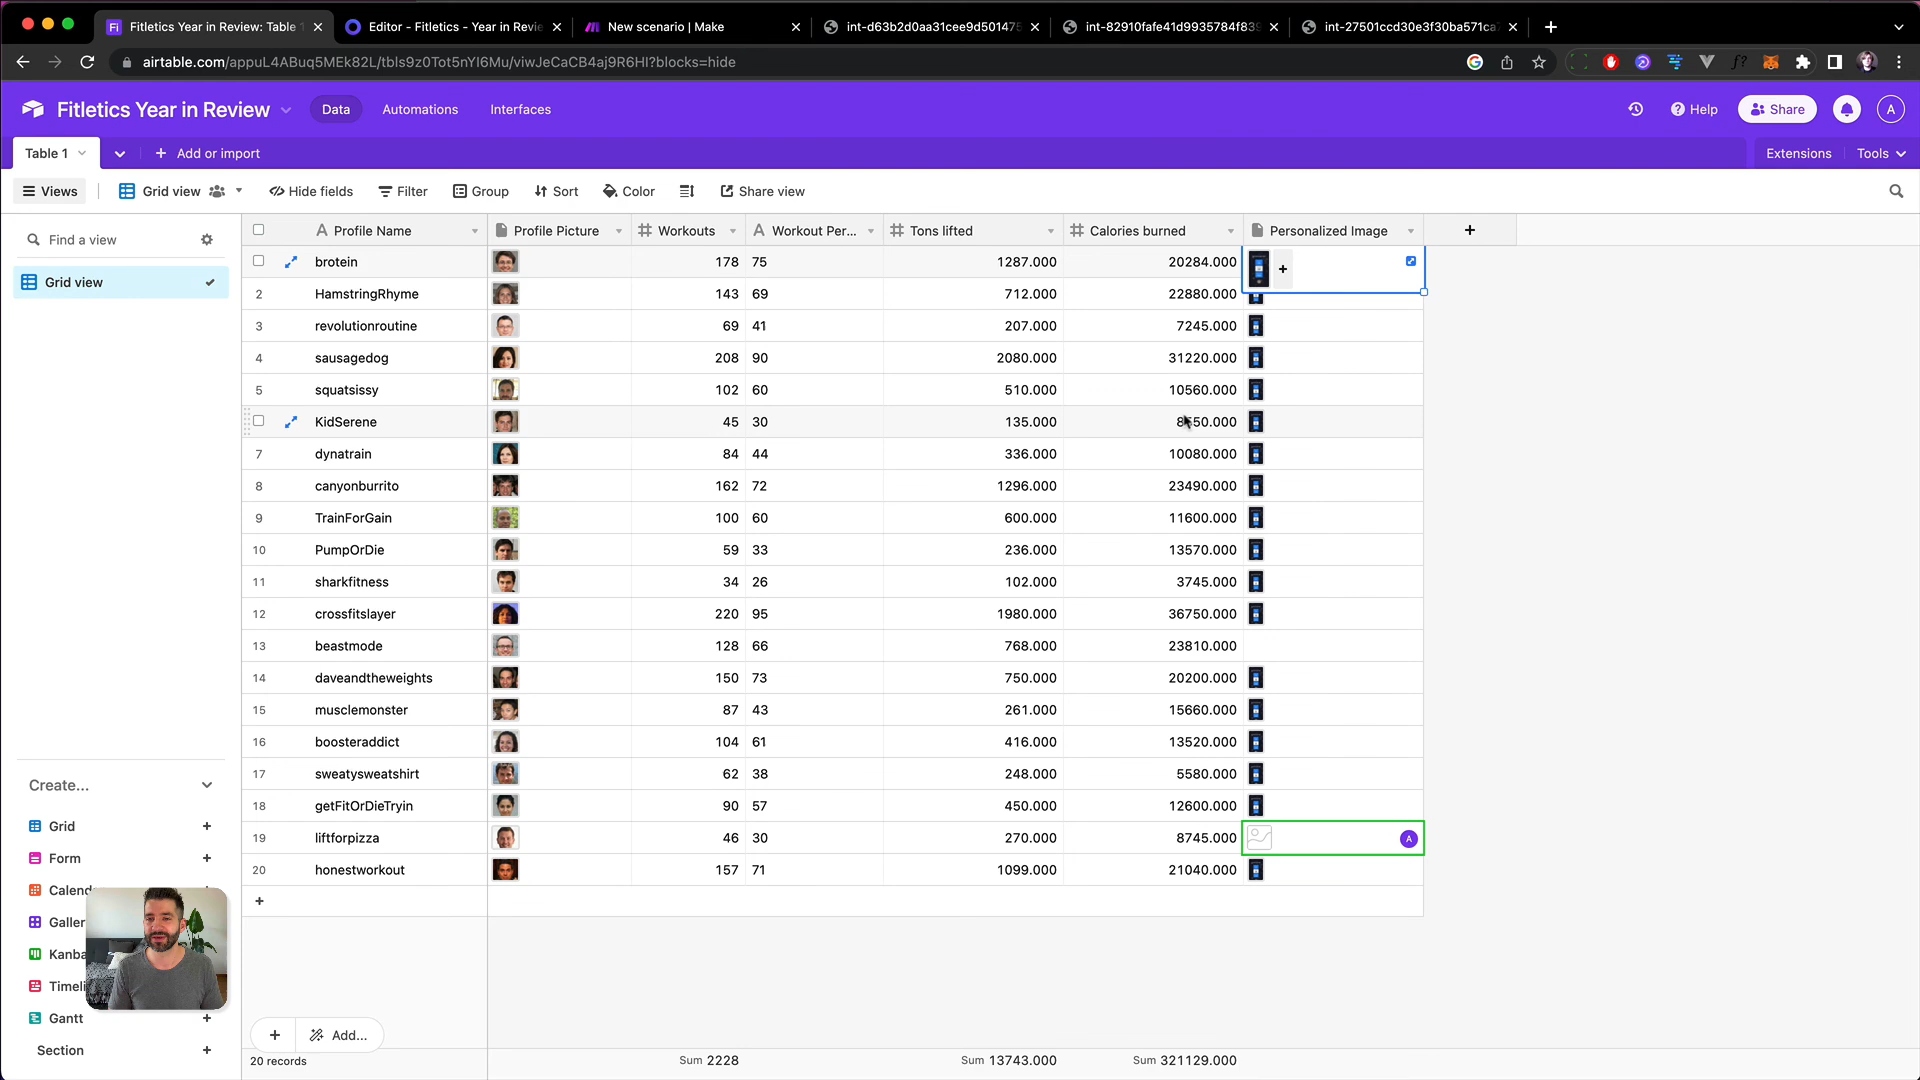 Fitletics Year in Review: Table 1
Editor - Fitletics - Year in Revie
New scenario | Make
int-d63b2d0aa31cee9d501475
int-82910fafe41d9935784f839
int-27501ccd30e3f30ba571ca
airtable.com/appuL4ABuq5MEk82L/tbls9z0Tot5nYI6Mu/viwJeCaCB4aj9R6HI?blocks=hide
Fitletics Year in Review
Data
Automations
Interfaces
Help
Share
A
Table 1
Add or import
Extensions
Tools
Views
Grid view
Hide fields
Filter
Group
Sort
Color
Share view
Find a view
Grid view
Profile Name
Profile Picture
Workouts
Workout Per...
Tons lifted
Calories burned
Personalized Image
brotein 178 75 1287.000 20284.000
2 HamstringRhyme 143 69 712.000 22880.000
3 revolutionroutine 69 41 207.000 7245.000
4 sausagedog 208 90 2080.000 31220.000
5 squatsissy 102 60 510.000 10560.000
KidSerene 45 30 135.000
7 dynatrain 84 44 336.000 10080.000
8 canyonburrito 162 72 1296.000 23490.000
9 TrainForGain 100 60 600.000 11600.000
10 PumpOrDie 59 33 236.000 13570.000
11 sharkfitness 34 26 102.000 3745.000
12 crossfitslayer 220 95 1980.000 36750.000
13 beastmode 128 66 768.000 23810.000
14 daveandtheweights 150 73 750.000 20200.000
15 musclemonster 87 43 261.000 15660.000
16 boosteraddict 104 61 416.000 13520.000
17 sweatysweatshirt 62 38 248.000 5580.000
18 getFitOrDieTryin 90 57 450.000 12600.000
19 liftforpizza 46 30 270.000 8745.000 A
20 honestworkout 157 71 1099.000 21040.000
Create...
Grid
Form
Calend
Galler
Kanba
Timeli
Gantt
Section
Add...
20 records
Sum 2228
Sum 13743.000
Sum 321129.000